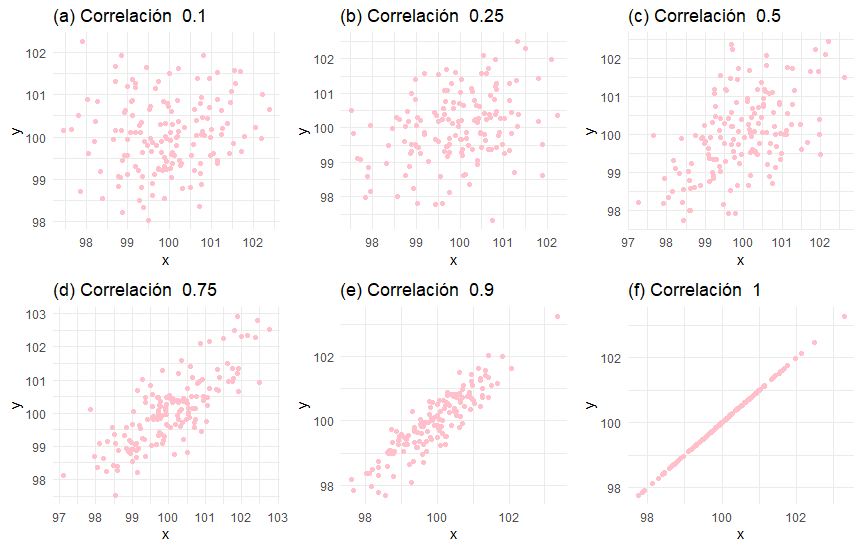 (a) Correlación 0.1
102
101
100
99
98
y
98 99 100 101 102
x
(b) Correlación 0.25
102
101
100
99
98
y
98 99 100 101 102
x
(c) Correlación 0.5
102
101
100
99
98
y
97 98 99 100 101 102
x
(d) Correlación 0.75
103
102
101
100
99
98
y
97 98 99 100 101 102 103
x
(e) Correlación 0.9
102
100
98
y
98 100 102
x
(f) Correlación 1
102
100
98
y
98 100 102
x